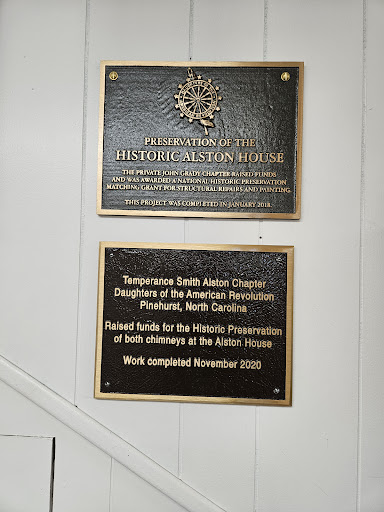 PRESERVATION OF THE
HISTORIC ALSTON HOUSE
THE PRIVATE JOHN GRADY CHAPTER RAISED FUNDS
AND WAS AWARDED A NATIONAL HISTORIC PRESERVATION
MATCHING GRANT FOR STRUCTURAL REPAIRS AND PAINTING.
THIS PROJECT WAS COMPLETED IN JANUARY 2018.
Temperance Smith Alston Chapter
Daughters of the American Revolution
Pinehurst, North Carolina
Raised funds for the Historic Preservation
of both chimneys at the Alston House
Work completed November 2020